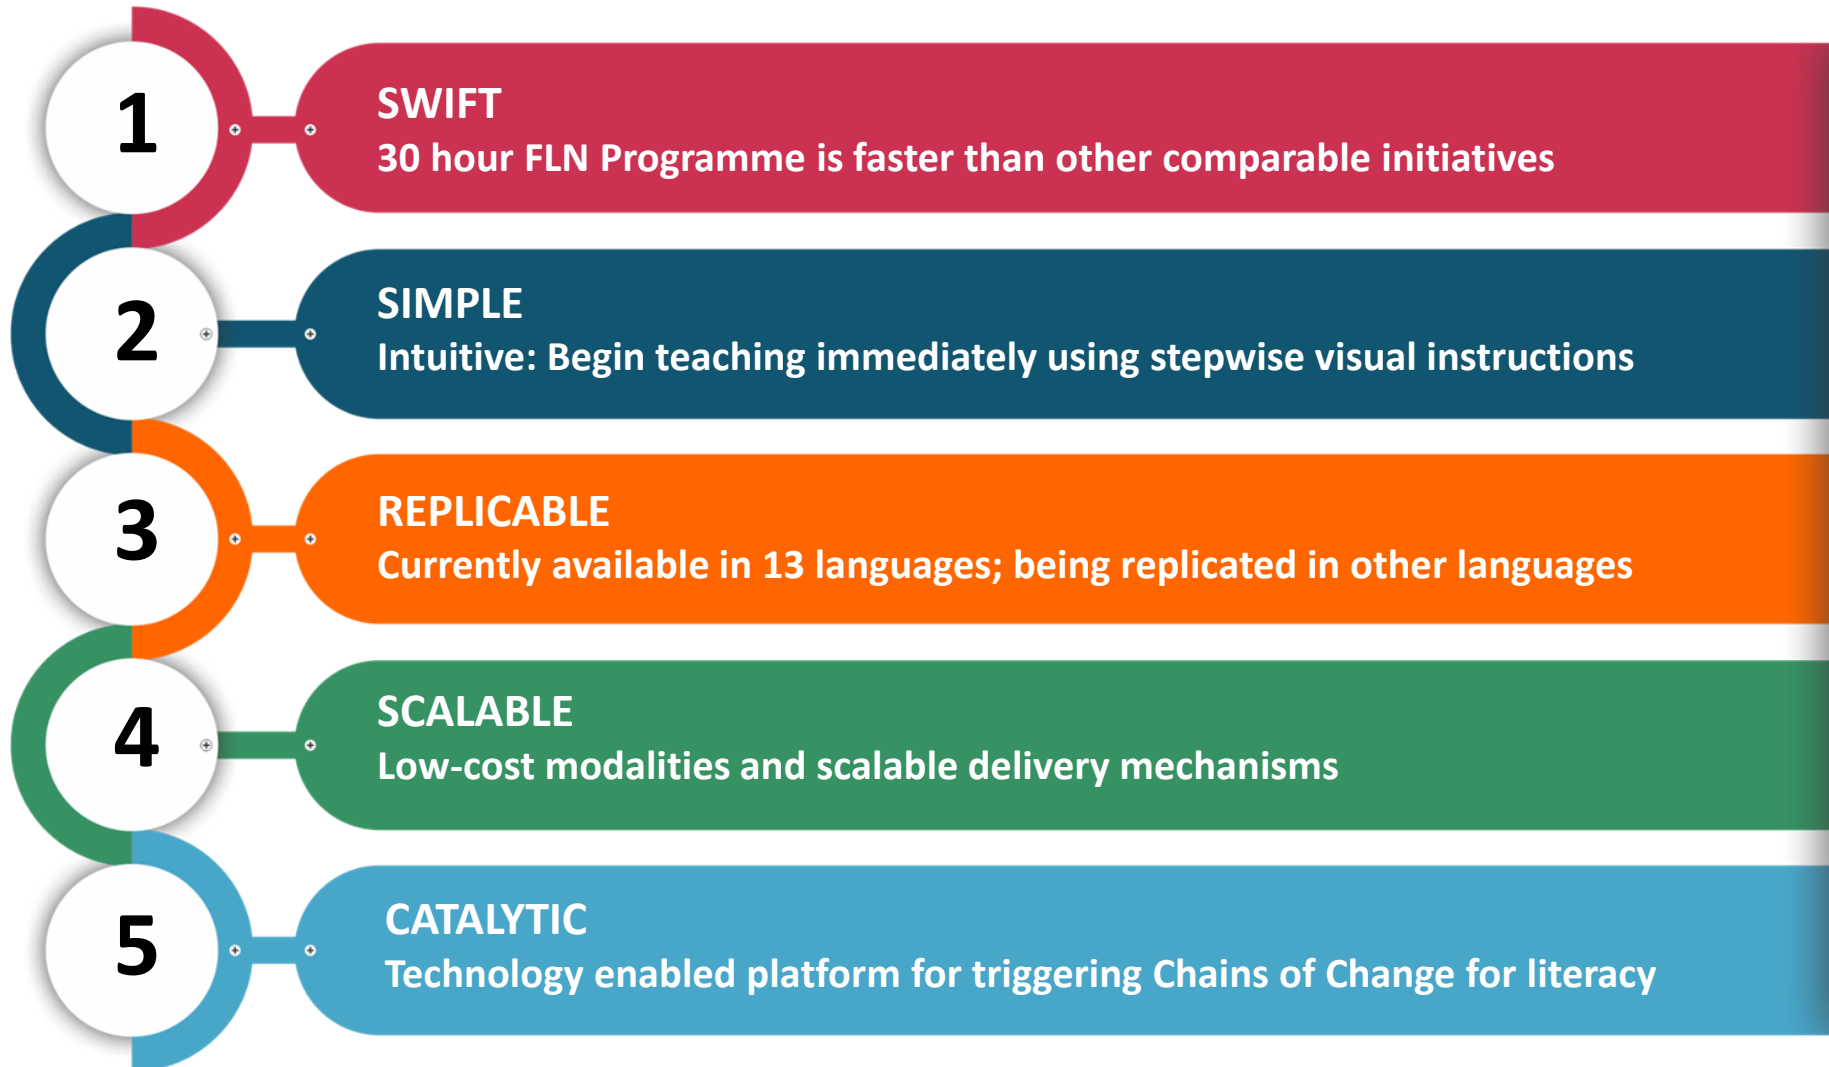 1
SWIFT
30 hour FLN Programme is faster than other comparable initiatives
2
SIMPLE
Intuitive: Begin teaching immediately using stepwise visual instructions
3
REPLICABLE
Currently available in 13 languages; being replicated in other languages
4
SCALABLE
Low-cost modalities and scalable delivery mechanisms
5
CATALYTIC
Technology enabled platform for triggering Chains of Change for literacy